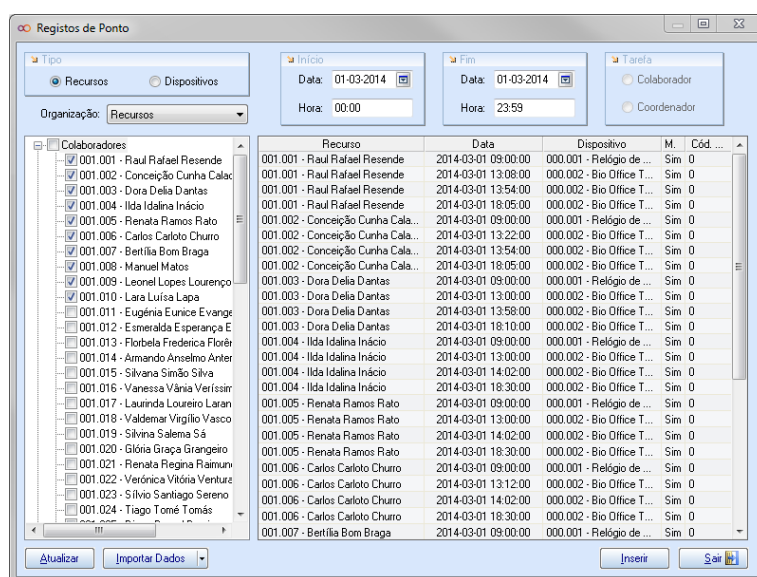 Registos de Ponto
Tipo
Recursos
Dispositivos
Organização: Recursos
Início
Data: 01-03-2014
Hora: 00:00
Fim
Data: 01-03-2014
Hora: 23:59
Tarefa
Colaborador
Coordenador
Colaboradores
001.001 - Raul Rafael Resende
001.002 - Conceição Cunha Calad
001.003 - Dora Delia Dantas
001.004 - Ilda Idalina Inácio
001.005 - Renata Ramos Rato
001.006 - Carlos Carloto Churro
001.007 - Bertília Bom Braga
001.008 - Manuel Matos
001.009 - Leonel Lopes Lourenço
001.010 - Lara Luísa Lapa
001.011 - Eugénia Eunice Evange
001.012 - Esmeralda Esperança E
001.013 - Florbela Frederica Florên
001.014 - Armando Anselmo Anter
001.015 - Silvana Simão Silva
001.016 - Vanessa Vânia Veríssim
001.017 - Laurinda Loureiro Laran
001.018 - Valdemar Virgílio Vasco
001.019 - Silvina Salema Sá
001.020 - Glória Graça Grangeiro
001.021 - Renata Regina Raimun
001.022 - Verónica Vitória Ventura
001.023 - Sílvio Santiago Sereno
001.024 - Tiago Tomé Tomás
Recurso Data Dispositivo M. Cód. ...
001.001 - Raul Rafael Resende 2014-03-01 09:00:00 000.001 - Relógio de ... Sim 0
001.001 - Raul Rafael Resende 2014-03-01 13:08:00 000.002 - Bio Office T... Sim 0
001.001 - Raul Rafael Resende 2014-03-01 13:54:00 000.002 - Bio Office T... Sim 0
001.001 - Raul Rafael Resende 2014-03-01 18:05:00 000.002 - Bio Office T... Sim 0
001.002 - Conceição Cunha Cala... 2014-03-01 09:00:00 000.001 - Relógio de ... Sim 0
001.002 - Conceição Cunha Cala... 2014-03-01 13:22:00 000.002 - Bio Office T... Sim 0
001.002 - Conceição Cunha Cala... 2014-03-01 13:54:00 000.002 - Bio Office T... Sim 0
001.002 - Conceição Cunha Cala... 2014-03-01 18:05:00 000.002 - Bio Office T... Sim 0
001.003 - Dora Delia Dantas 2014-03-01 09:00:00 000.001 - Relógio de ... Sim 0
001.003 - Dora Delia Dantas 2014-03-01 13:00:00 000.002 - Bio Office T... Sim 0
001.003 - Dora Delia Dantas 2014-03-01 13:58:00 000.002 - Bio Office T... Sim 0
001.003 - Dora Delia Dantas 2014-03-01 18:10:00 000.002 - Bio Office T... Sim 0
001.004 - Ilda Idalina Inácio 2014-03-01 09:00:00 000.001 - Relógio de ... Sim 0
001.004 - Ilda Idalina Inácio 2014-03-01 13:00:00 000.002 - Bio Office T... Sim 0
001.004 - Ilda Idalina Inácio 2014-03-01 14:02:00 000.002 - Bio Office T... Sim 0
001.004 - Ilda Idalina Inácio 2014-03-01 18:30:00 000.002 - Bio Office T... Sim 0
001.005 - Renata Ramos Rato 2014-03-01 09:00:00 000.001 - Relógio de ... Sim 0
001.005 - Renata Ramos Rato 2014-03-01 13:00:00 000.002 - Bio Office T... Sim 0
001.005 - Renata Ramos Rato 2014-03-01 14:02:00 000.002 - Bio Office T... Sim 0
001.005 - Renata Ramos Rato 2014-03-01 18:30:00 000.002 - Bio Office T... Sim 0
001.006 - Carlos Carloto Churro 2014-03-01 09:00:00 000.001 - Relógio de ... Sim 0
001.006 - Carlos Carloto Churro 2014-03-01 13:12:00 000.002 - Bio Office T... Sim 0
001.006 - Carlos Carloto Churro 2014-03-01 14:02:00 000.002 - Bio Office T... Sim 0
001.006 - Carlos Carloto Churro 2014-03-01 18:30:00 000.002 - Bio Office T... Sim 0
001.007 - Bertília Bom Braga 2014-03-01 09:00:00 000.001 - Relógio de ... Sim 0
Atualizar
Importar Dados
Inserir
Sair